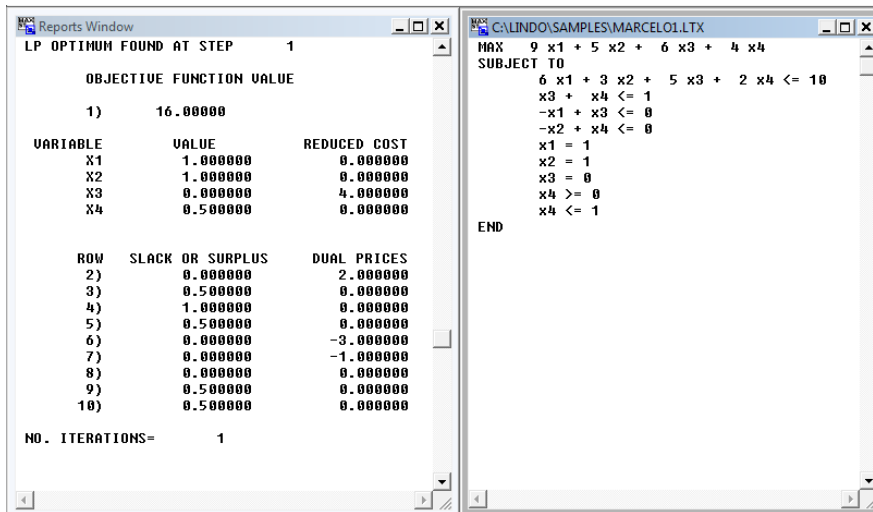 Reports Window
LP OPTIMUM FOUND AT STEP 1
OBJECTIVE FUNCTION VALUE
1) 16.00000
VARIABLE VALUE REDUCED COST
X1 1.000000 0.000000
X2 1.000000 0.000000
X3 0.000000 4.000000
X4 0.500000 0.000000
ROW SLACK OR SURPLUS DUAL PRICES
2) 0.000000 2.000000
3) 0.500000 0.000000
4) 1.000000 0.000000
5) 0.500000 0.000000
6) 0.000000 -3.000000
7) 0.000000 -1.000000
8) 0.000000 0.000000
9) 0.500000 0.000000
10) 0.500000 0.000000
NO. ITERATIONS= 1
C:\LINDO\SAMPLES\MARCELO1.LTX
MAX 9 x1 + 5 x2 + 6 x3 + 4 x4
SUBJECT TO
6 x1 + 3 x2 + 5 x3 + 2 x4 <= 10
x3 + x4 <= 1
-x1 + x3 <= 0
-x2 + x4 <= 0
x1 = 1
x2 = 1
x3 = 0
x4 >= 0
x4 <= 1
END